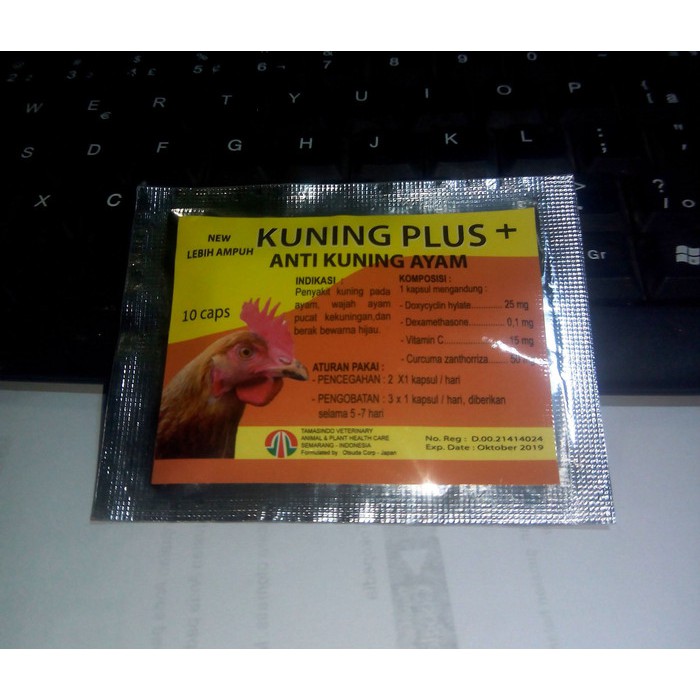 NEW
LEBIH AMPUH
KUNING PLUS +
ANTI KUNING AYAM
10 caps
INDIKASI :
Penyakit kuning pada
ayam, wajah ayam
pucat kekuningan,dan
berak bewarna hijau.
KOMPOSISI :
1 kapsul mengandung :
- Doxycyclin hylate........... 25 mg
- Dexamethasone............ 0,1 mg
- Vitamin C..................... 15 mg
- Curcuma zanthorriza...... 50
ATURAN PAKAI :
- PENCEGAHAN : 2 X1 kapsul / hari
- PENGOBATAN : 3 x 1 kapsul / hari, diberikan
selama 5 -7 hari
TAMASINDO VETERINARY
ANIMAL & PLANT HEALTH CARE
SEMARANG - INDONESIA
Formulated by Otsuda Corp - Japan
No. Reg : D.00.21414024
Exp. Date : Oktober 2019
W E R T Y U I O P
S D F G H J K L
X C
Gr